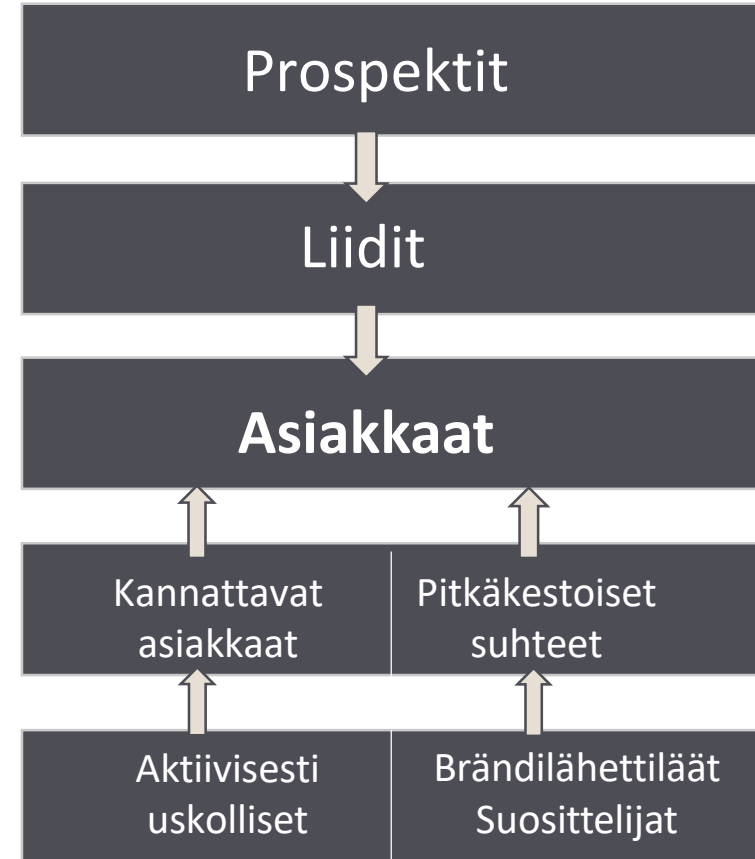 Prospektit
Liidit
Asiakkaat
Kannattavat
asiakkaat
Pitkäkestoiset
suhteet
Aktiivisesti
uskolliset
Brändilähettiläät
Suosittelijat